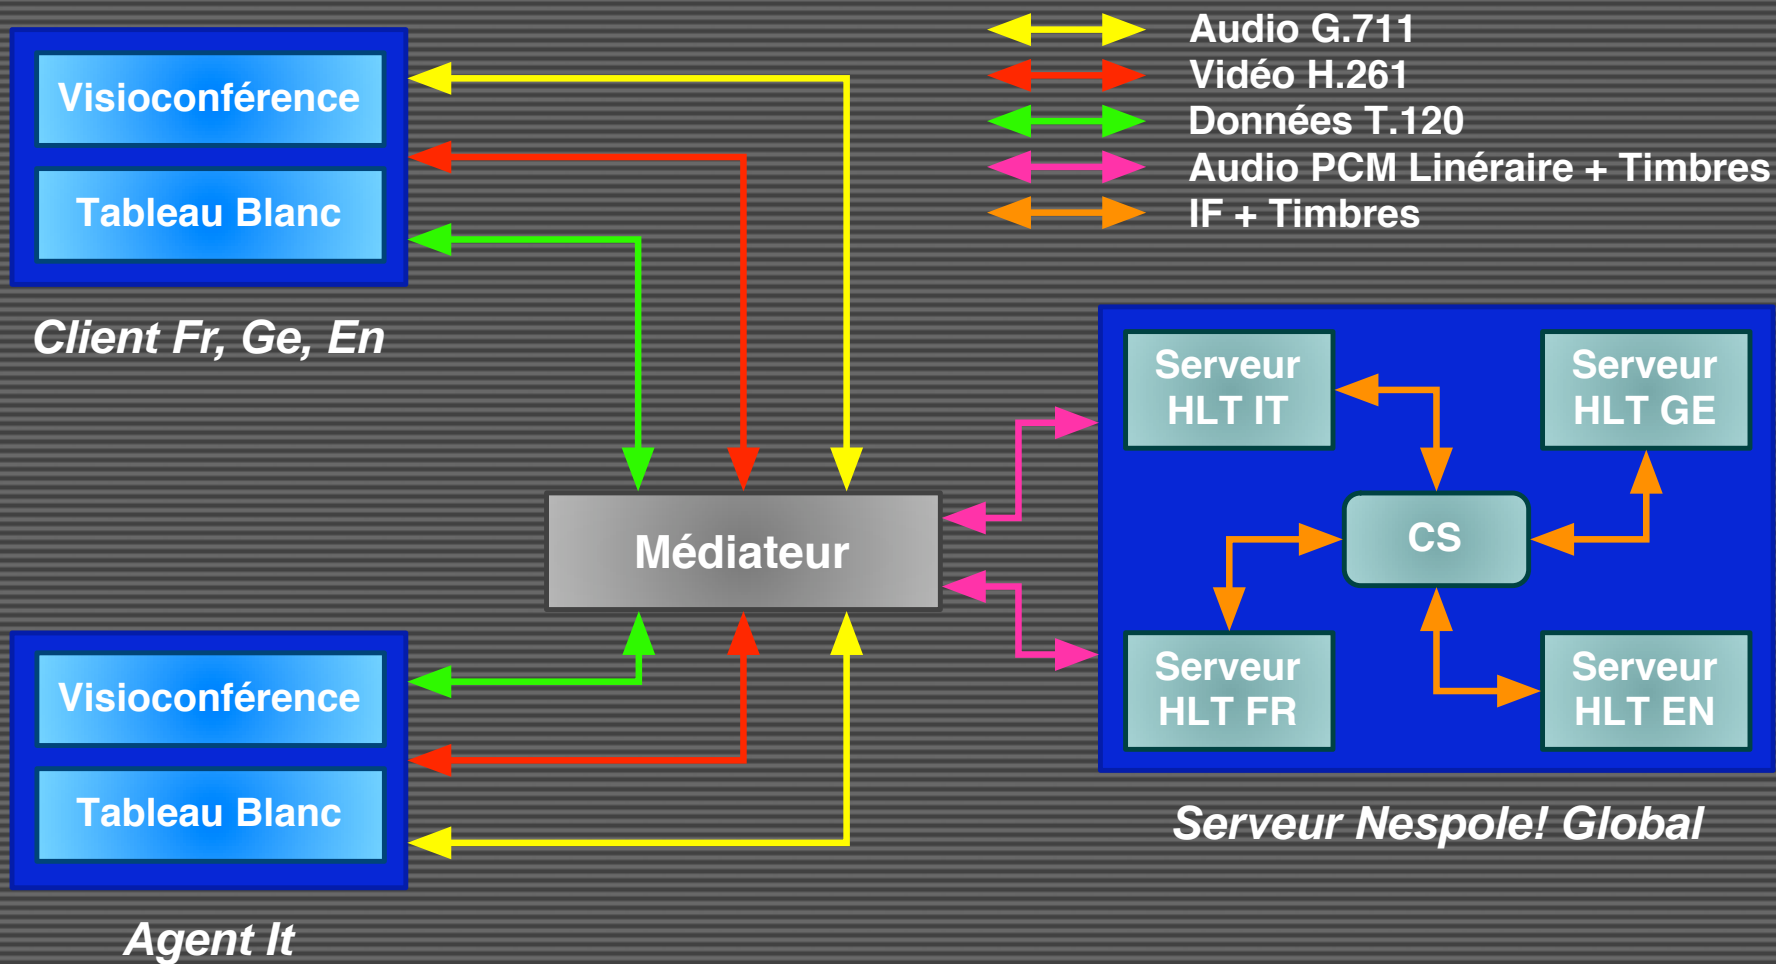 Audio G.711
Vidéo H.261
Données T.120
Audio PCM Linéraire + Timbres
IF + Timbres
Visioconférence
Tableau Blanc
Client Fr, Ge, En
Médiateur
Visioconférence
Tableau Blanc
Agent It
Serveur
HLT IT
Serveur
HLT GE
CS
Serveur
HLT FR
Serveur
HLT EN
Serveur Nespole! Global